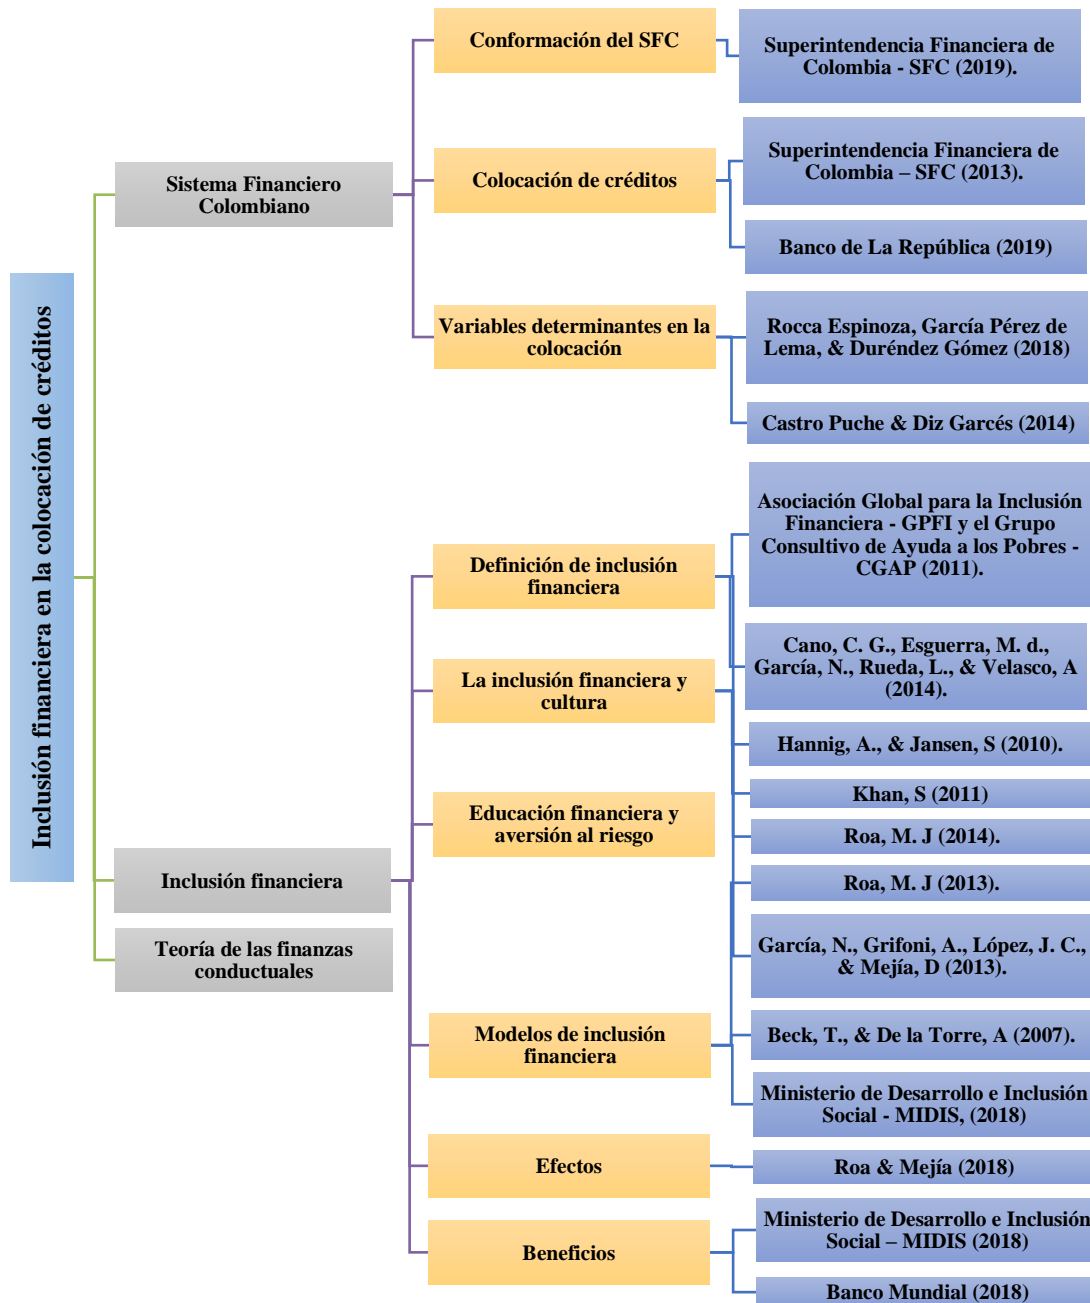 Inclusión financiera en la colocación de créditos
Sistema Financiero
Colombiano
Conformación del SFC
Superintendencia Financiera de
Colombia - SFC (2019).
Colocación de créditos
Superintendencia Financiera de
Colombia – SFC (2013).
Banco de La República (2019)
Variables determinantes en la
colocación
Rocca Espinoza, García Pérez de
Lema, & Duréndez Gómez (2018)
Castro Puche & Diz Garcés (2014)
Inclusión financiera
Definición de inclusión
financiera
Asociación Global para la Inclusión
Financiera - GPFI y el Grupo
Consultivo de Ayuda a los Pobres -
CGAP (2011).
Cano, C. G., Esguerra, M. d.,
García, N., Rueda, L., & Velasco, A
(2014).
Hannig, A., & Jansen, S (2010).
La inclusión financiera y
cultura
Khan, S (2011)
Roa, M. J (2014).
Educación financiera y
aversión al riesgo
Roa, M. J (2013).
García, N., Grifoni, A., López, J. C.,
& Mejía, D (2013).
Modelos de inclusión
financiera
Beck, T., & De la Torre, A (2007).
Ministerio de Desarrollo e Inclusión
Social - MIDIS, (2018)
Efectos
Roa & Mejía (2018)
Beneficios
Ministerio de Desarrollo e Inclusión
Social – MIDIS (2018)
Banco Mundial (2018)
Teoría de las finanzas
conductuales